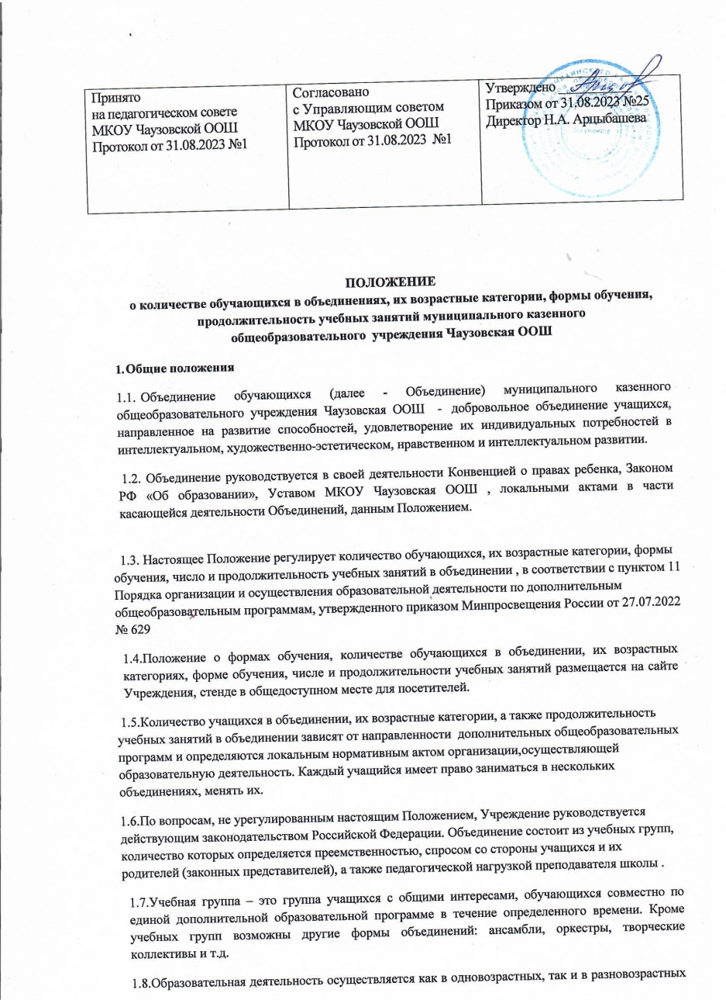 Принято
на педагогическом совете
МКОУ Чаузовской ООШ
Протокол от 31.08.2023 №1
Согласовано
с Управляющим советом
МКОУ Чаузовской ООШ
Протокол от 31.08.2023 №1
Утверждено
Приказом от 31.08.2023 №25
Директор Н.А. Арцыбашева
ПОЛОЖЕНИЕ
о количестве обучающихся в объединениях, их возрастные категории, формы обучения,
продолжительность учебных занятий муниципального казенного
общеобразовательного учреждения Чаузовская ООШ
1.Общие положения
1.1. Объединение обучающихся (далее - Объединение) муниципального казенного
общеобразовательного учреждения Чаузовская ООШ - добровольное объединение учащихся,
направленное на развитие способностей, удовлетворение их индивидуальных потребностей в
интеллектуальном, художественно-эстетическом, нравственном и интеллектуальном развитии.
1.2. Объединение руководствуется в своей деятельности Конвенцией о правах ребенка, Законом
РФ «Об образовании», Уставом МКОУ Чаузовская ООШ , локальными актами в части
касающейся деятельности Объединений, данным Положением.
1.3. Настоящее Положение регулирует количество обучающихся, их возрастные категории, формы
обучения, число и продолжительность учебных занятий в объединении , в соответствии с пунктом 11
Порядка организации и осуществления образовательной деятельности по дополнительным
общеобразовательным программам, утвержденного приказом Минпросвещения России от 27.07.2022
№ 629
1.4.Положение о формах обучения, количестве обучающихся в объединении, их возрастных
категориях, форме обучения, числе и продолжительности учебных занятий размещается на сайте
Учреждения, стенде в общедоступном месте для посетителей.
1.5.Количество учащихся в объединении, их возрастные категории, а также продолжительность
учебных занятий в объединении зависят от направленности дополнительных общеобразовательных
программ и определяются локальным нормативным актом организации,осуществляющей
образовательную деятельность. Каждый учащийся имеет право заниматься в нескольких
объединениях, менять их.
1.6.По вопросам, не урегулированным настоящим Положением, Учреждение руководствуется
действующим законодательством Российской Федерации. Объединение состоит из учебных групп,
количество которых определяется преемственностью, спросом со стороны учащихся и их
родителей (законных представителей), а также педагогической нагрузкой преподавателя школы .
1.7.Учебная группа – это группа учащихся с общими интересами, обучающихся совместно по
единой дополнительной образовательной программе в течение определенного времени. Кроме
учебных групп возможны другие формы объединений: ансамбли, оркестры, творческие
коллективы и т.д.
1.8.Образовательная деятельность осуществляется как в одновозрастных, так и в разновозрастных